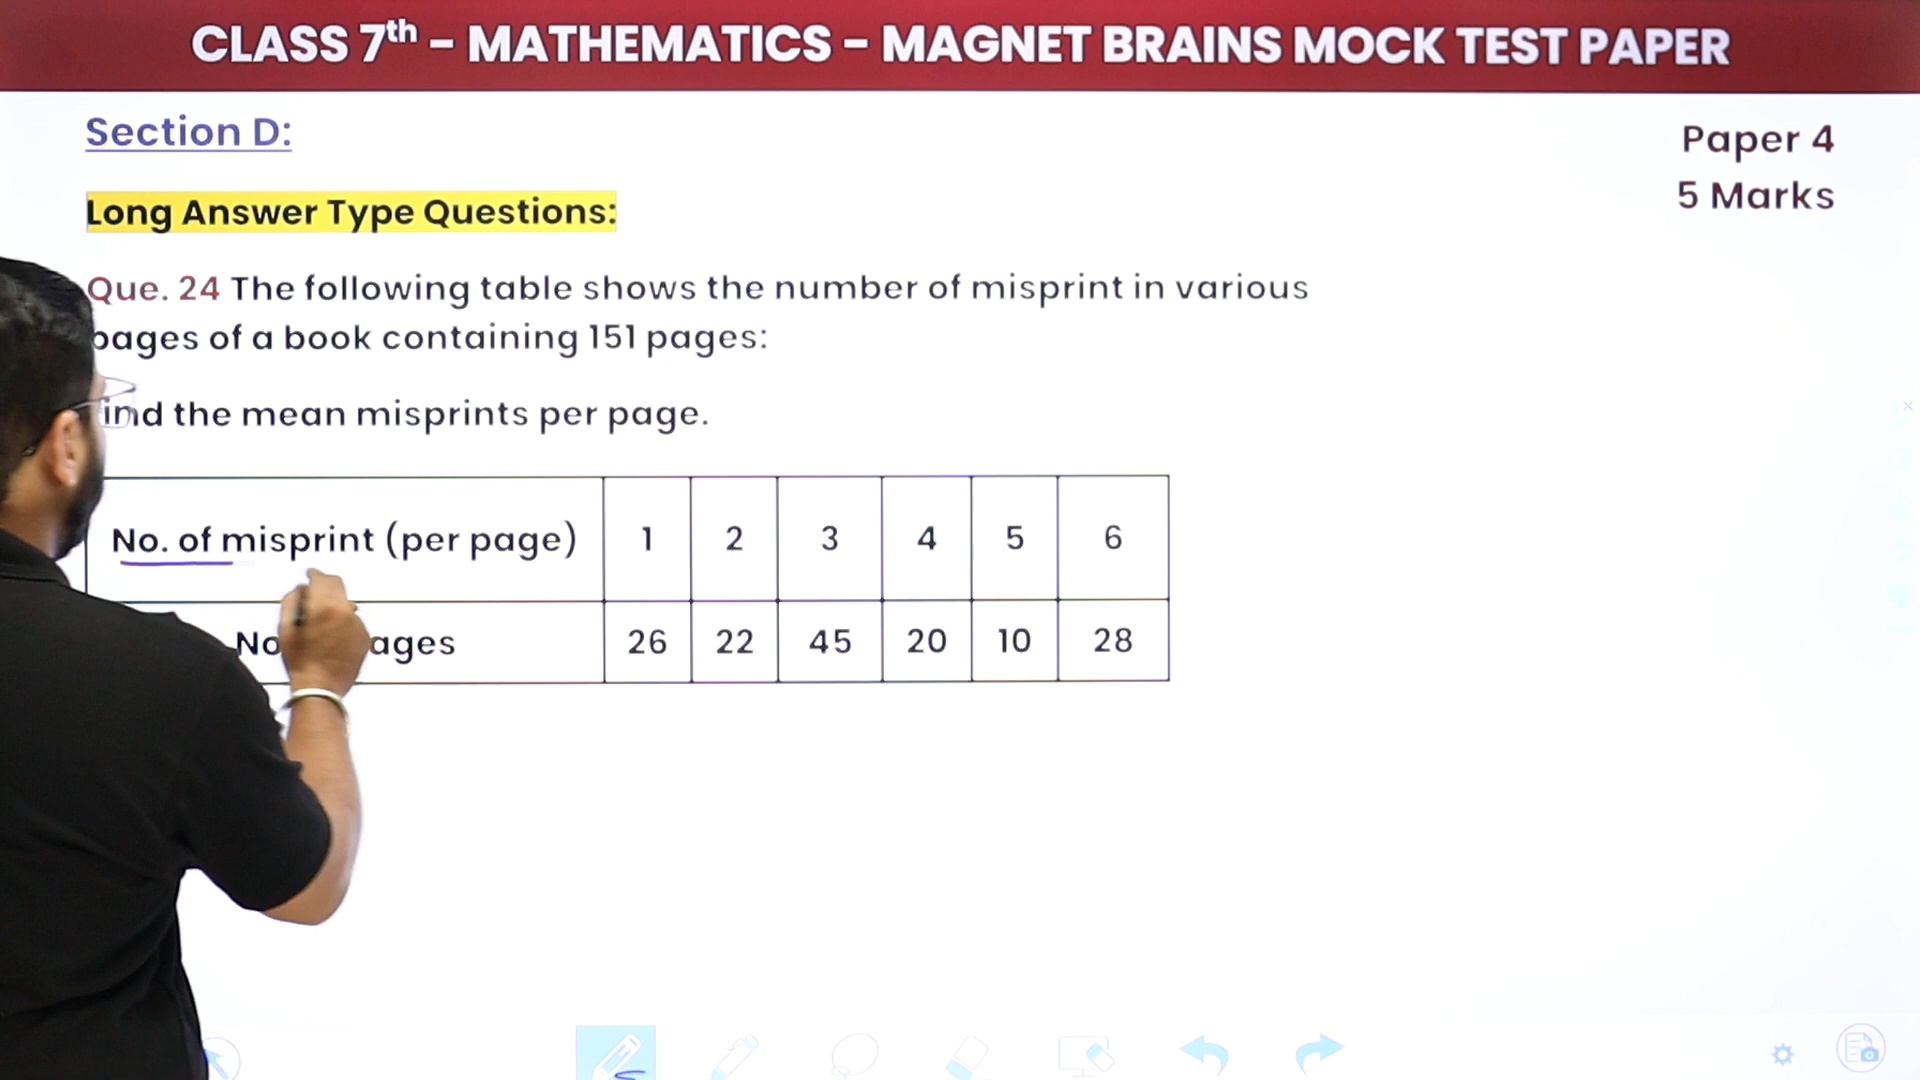 CLASS 7th – MATHEMATICS – MAGNET BRAINS MOCK TEST PAPER
Section D:
Paper 4
5 Marks
Long Answer Type Questions:
Que. 24 The following table shows the number of misprint in various
pages of a book containing 151 pages:
ind the mean misprints per page.
No. of misprint (per page) 1 2 3 4 5 6
No ages 26 22 45 20 10 28